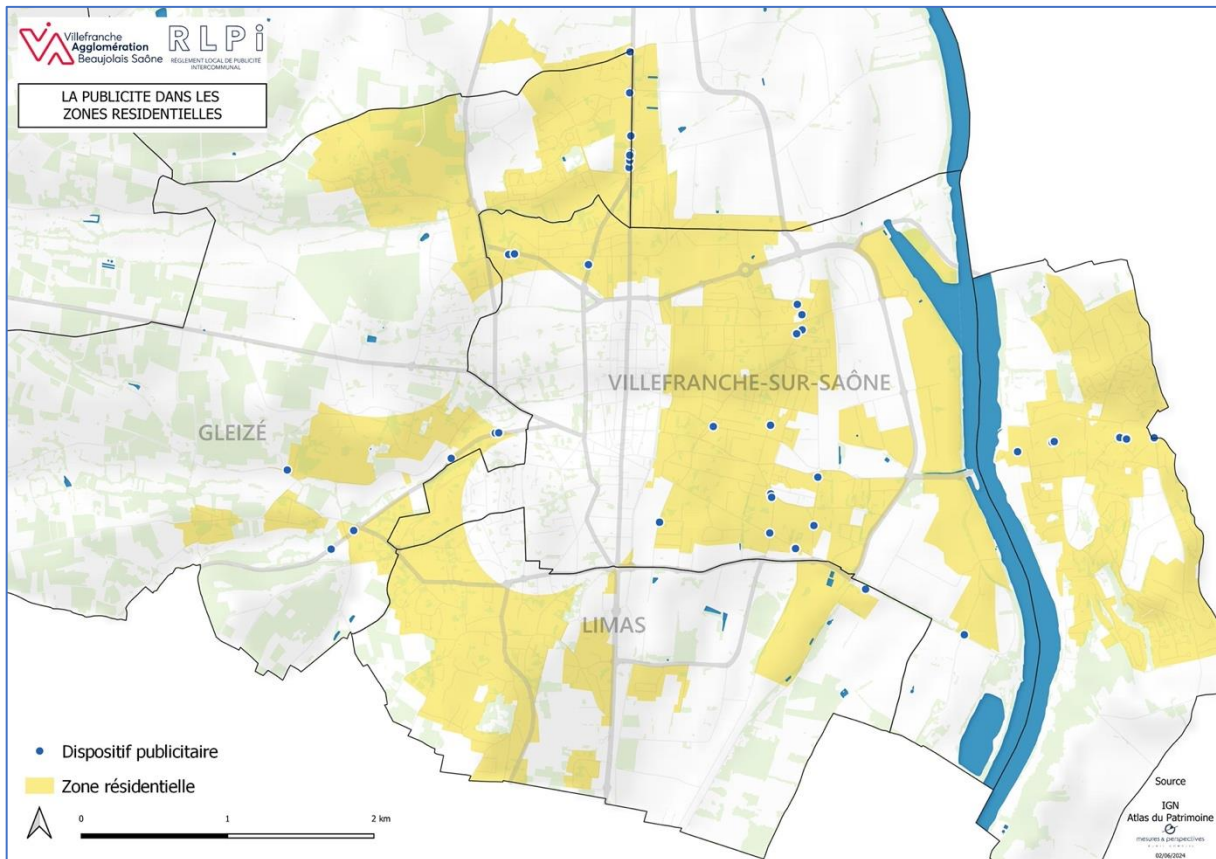 Villefranche
Agglomération
Beaujolais Saône
RLPi
RÈGLEMENT LOCAL DE PUBLICITÉ
INTERCOMMUNAL
LA PUBLICITE DANS LES
ZONES RESIDENTIELLES
VILLEFRANCHE-SUR-SAÔNE
GLEIZÉ
LIMAS
Dispositif publicitaire
Zone résidentielle
0 1 2 km
Source
IGN
Atlas du Patrimoine
mesures & perspectives
02/06/2024